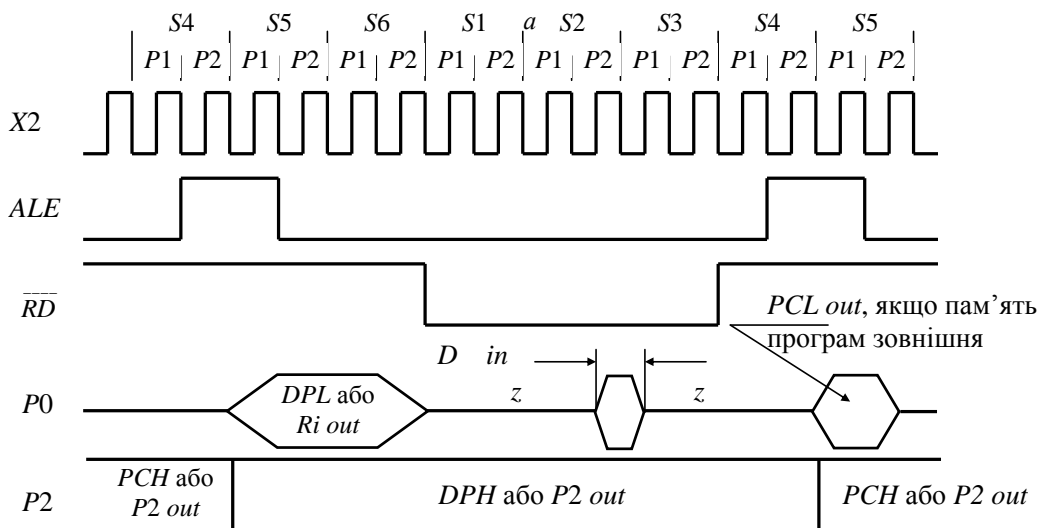 S4 S5 S6 S1 a S2 S3 S4 S5
P1 P2 P1 P2 P1 P2 P1 P2 P1 P2 P1 P2 P1 P2 P1 P2
X2
ALE
RD
PCL out, якщо пам’ять
програм зовнішня
D in
P0
DPL або
Ri out
z
z
P2
PCH або
P2 out
DPH або P2 out
PCH або P2 out